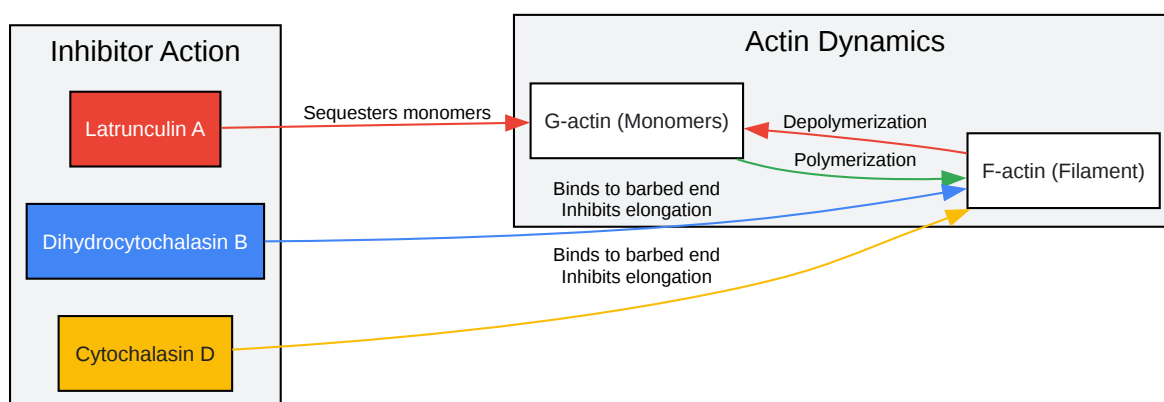 Inhibitor Action
Latrunculin A
Dihydrocytochalasin B
Cytochalasin D
Sequesters monomers
Binds to barbed end
Inhibits elongation
Binds to barbed end
Inhibits elongation
Actin Dynamics
G-actin (Monomers)
Depolymerization
Polymerization
F-actin (Filament)